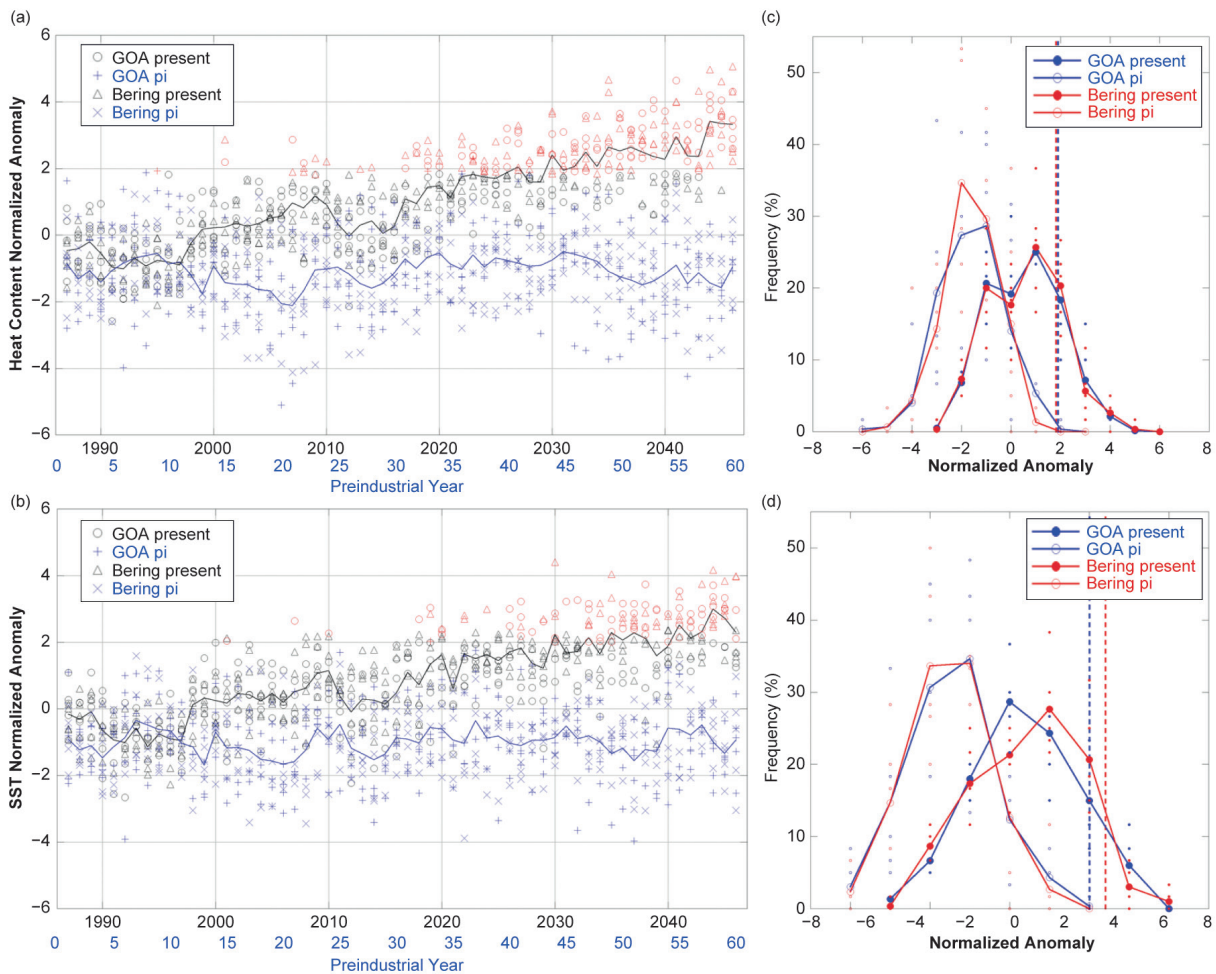 (a)
6
4
2
0
−2
−4
−6
Heat Content Normalized Anomaly
GOA present
GOA pi
Bering present
Bering pi
1990 2000 2010 2020 2030 2040
0 5 10 15 20 25 30 35 40 45 50 55 60
Preindustrial Year
(c)
50
40
30
20
10
0
Frequency (%)
GOA present
GOA pi
Bering present
Bering pi
−8 −6 −4 −2 0 2 4 6 8
Normalized Anomaly
(b)
6
4
2
0
−2
−4
−6
SST Normalized Anomaly
GOA present
GOA pi
Bering present
Bering pi
1990 2000 2010 2020 2030 2040
0 5 10 15 20 25 30 35 40 45 50 55 60
Preindustrial Year
(d)
50
40
30
20
10
0
Frequency (%)
GOA present
GOA pi
Bering present
Bering pi
−8 −6 −4 −2 0 2 4 6 8
Normalized Anomaly